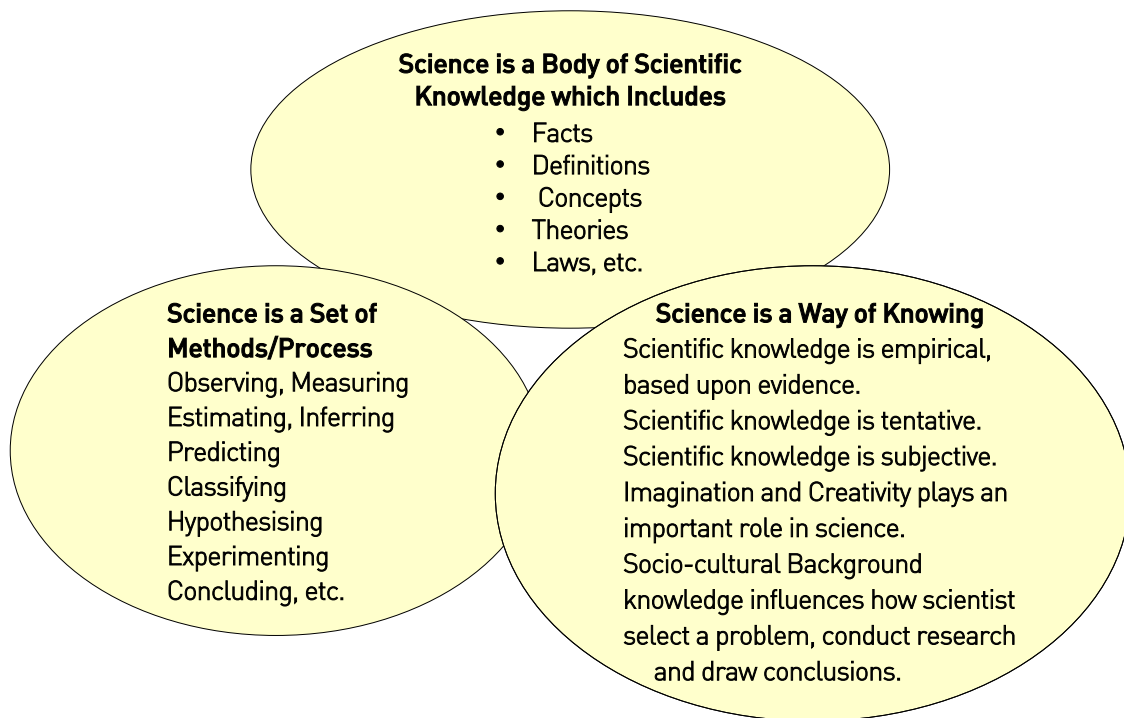 Science is a Body of Scientific
Knowledge which Includes
• Facts
• Definitions
• Concepts
• Theories
• Laws, etc.
Science is a Set of
Methods/Process
Observing, Measuring
Estimating, Inferring
Predicting
Classifying
Hypothesising
Experimenting
Concluding, etc.
Science is a Way of Knowing
Scientific knowledge is empirical,
based upon evidence.
Scientific knowledge is tentative.
Scientific knowledge is subjective.
Imagination and Creativity plays an
important role in science.
Socio-cultural Background
knowledge influences how scientist
select a problem, conduct research
and draw conclusions.